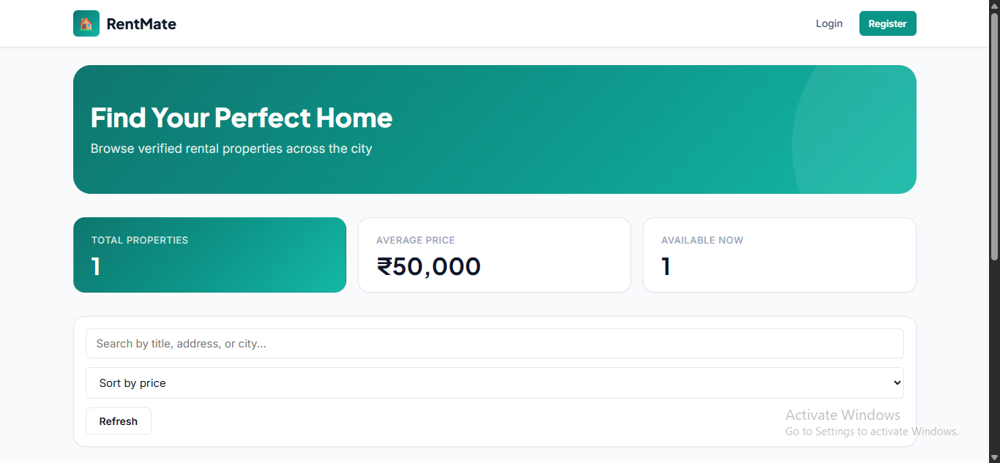 RentMate
Login
Register
Find Your Perfect Home
Browse verified rental properties across the city
TOTAL PROPERTIES
1
AVERAGE PRICE
₹50,000
AVAILABLE NOW
1
Search by title, address, or city...
Sort by price
Refresh
Activate Windows
Go to Settings to activate Windows.